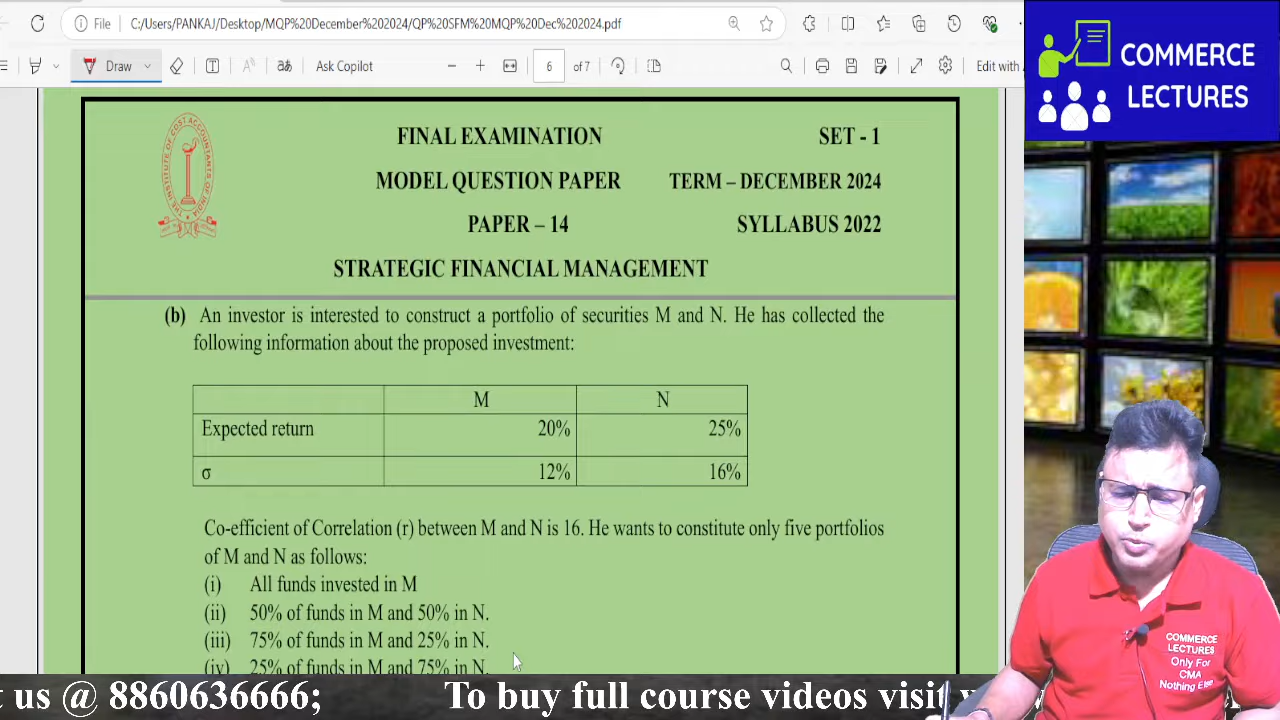 File C:/Users/PANKAJ/Desktop/MQP%20December%202024/QP%20SFM%20MQP%20Dec%202024.pdf
Draw Ask Copilot 6 of 7 Edit with
COMMERCE
LECTURES
FINAL EXAMINATION SET - 1
MODEL QUESTION PAPER TERM – DECEMBER 2024
PAPER – 14 SYLLABUS 2022
STRATEGIC FINANCIAL MANAGEMENT
(b) An investor is interested to construct a portfolio of securities M and N. He has collected the
following information about the proposed investment:
M N
Expected return 20% 25%
σ 12% 16%
Co-efficient of Correlation (r) between M and N is 16. He wants to constitute only five portfolios
of M and N as follows:
(i) All funds invested in M
(ii) 50% of funds in M and 50% in N.
(iii) 75% of funds in M and 25% in N.
(iv) 25% of funds in M and 75% in N.
COMMERCE
LECTURES
Only For
CMA
Nothing Else
t us @ 8860636666; To buy full course videos visit